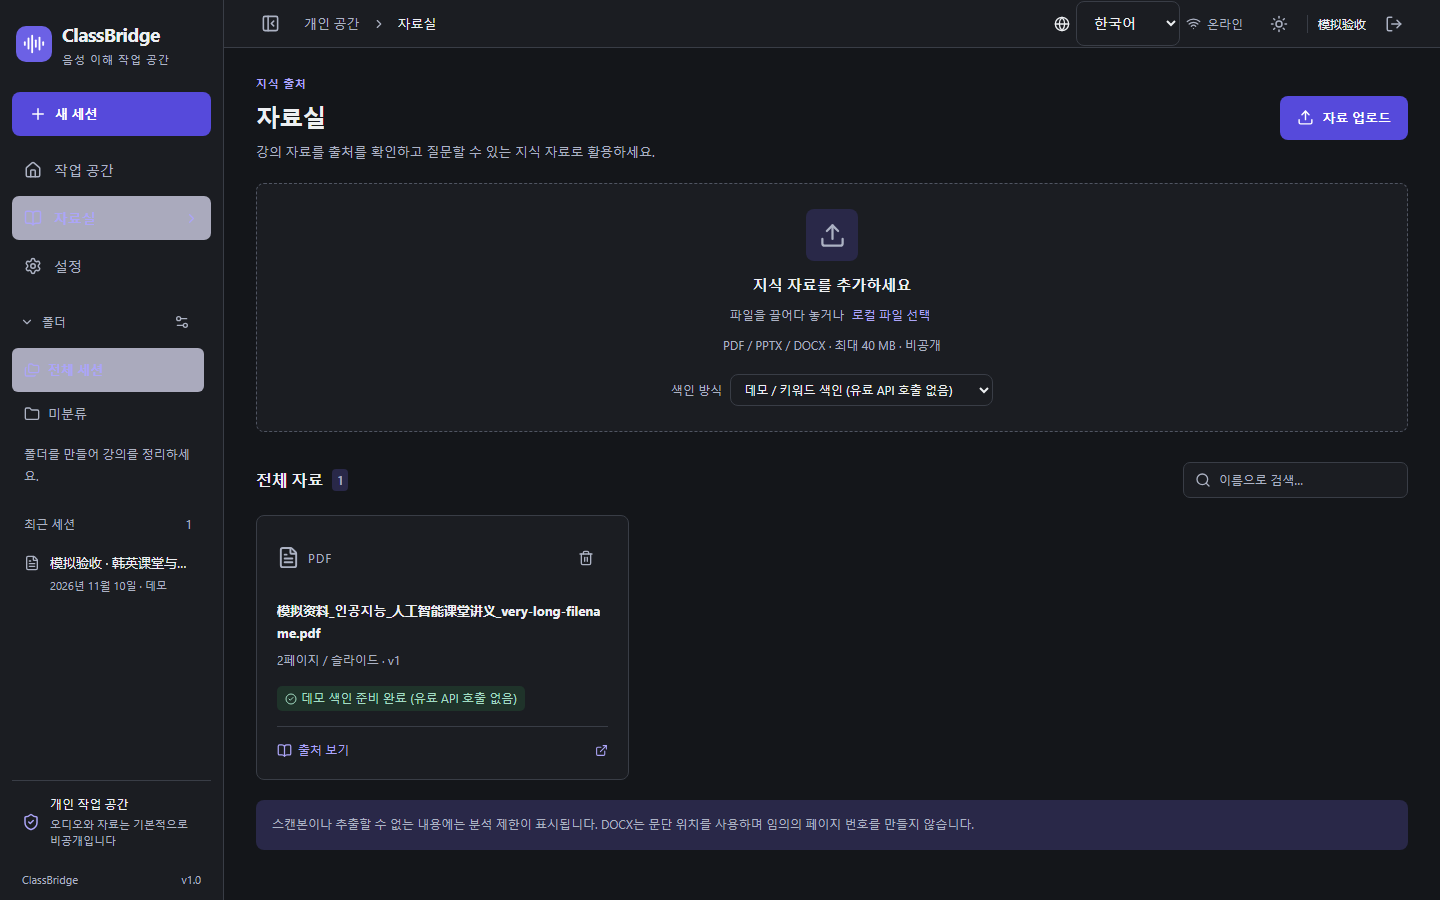 ClassBridge
음성 이해 작업 공간
새 세션
작업 공간
자료실
설정
폴더
전체 세션
미분류
폴더를 만들어 강의를 정리하세
요.
최근 세션 1
模拟验收 · 韩英课堂与...
2026년 11월 10일 · 데모
개인 작업 공간
오디오와 자료는 기본적으로
비공개입니다
ClassBridge v1.0
개인 공간 > 자료실
한국어 온라인 模拟验收
지식 출처
자료실
자료 업로드
강의 자료를 출처를 확인하고 질문할 수 있는 지식 자료로 활용하세요.
지식 자료를 추가하세요
파일을 끌어다 놓거나 로컬 파일 선택
PDF / PPTX / DOCX · 최대 40 MB · 비공개
색인 방식 데모 / 키워드 색인 (유료 API 호출 없음)
전체 자료 1
이름으로 검색...
PDF
模拟资料_인공지능_人工智能课堂讲义_very-long-filena
me.pdf
2페이지 / 슬라이드 · v1
데모 색인 준비 완료 (유료 API 호출 없음)
출처 보기
스캔본이나 추출할 수 없는 내용에는 분석 제한이 표시됩니다. DOCX는 문단 위치를 사용하며 임의의 페이지 번호를 만들지 않습니다.